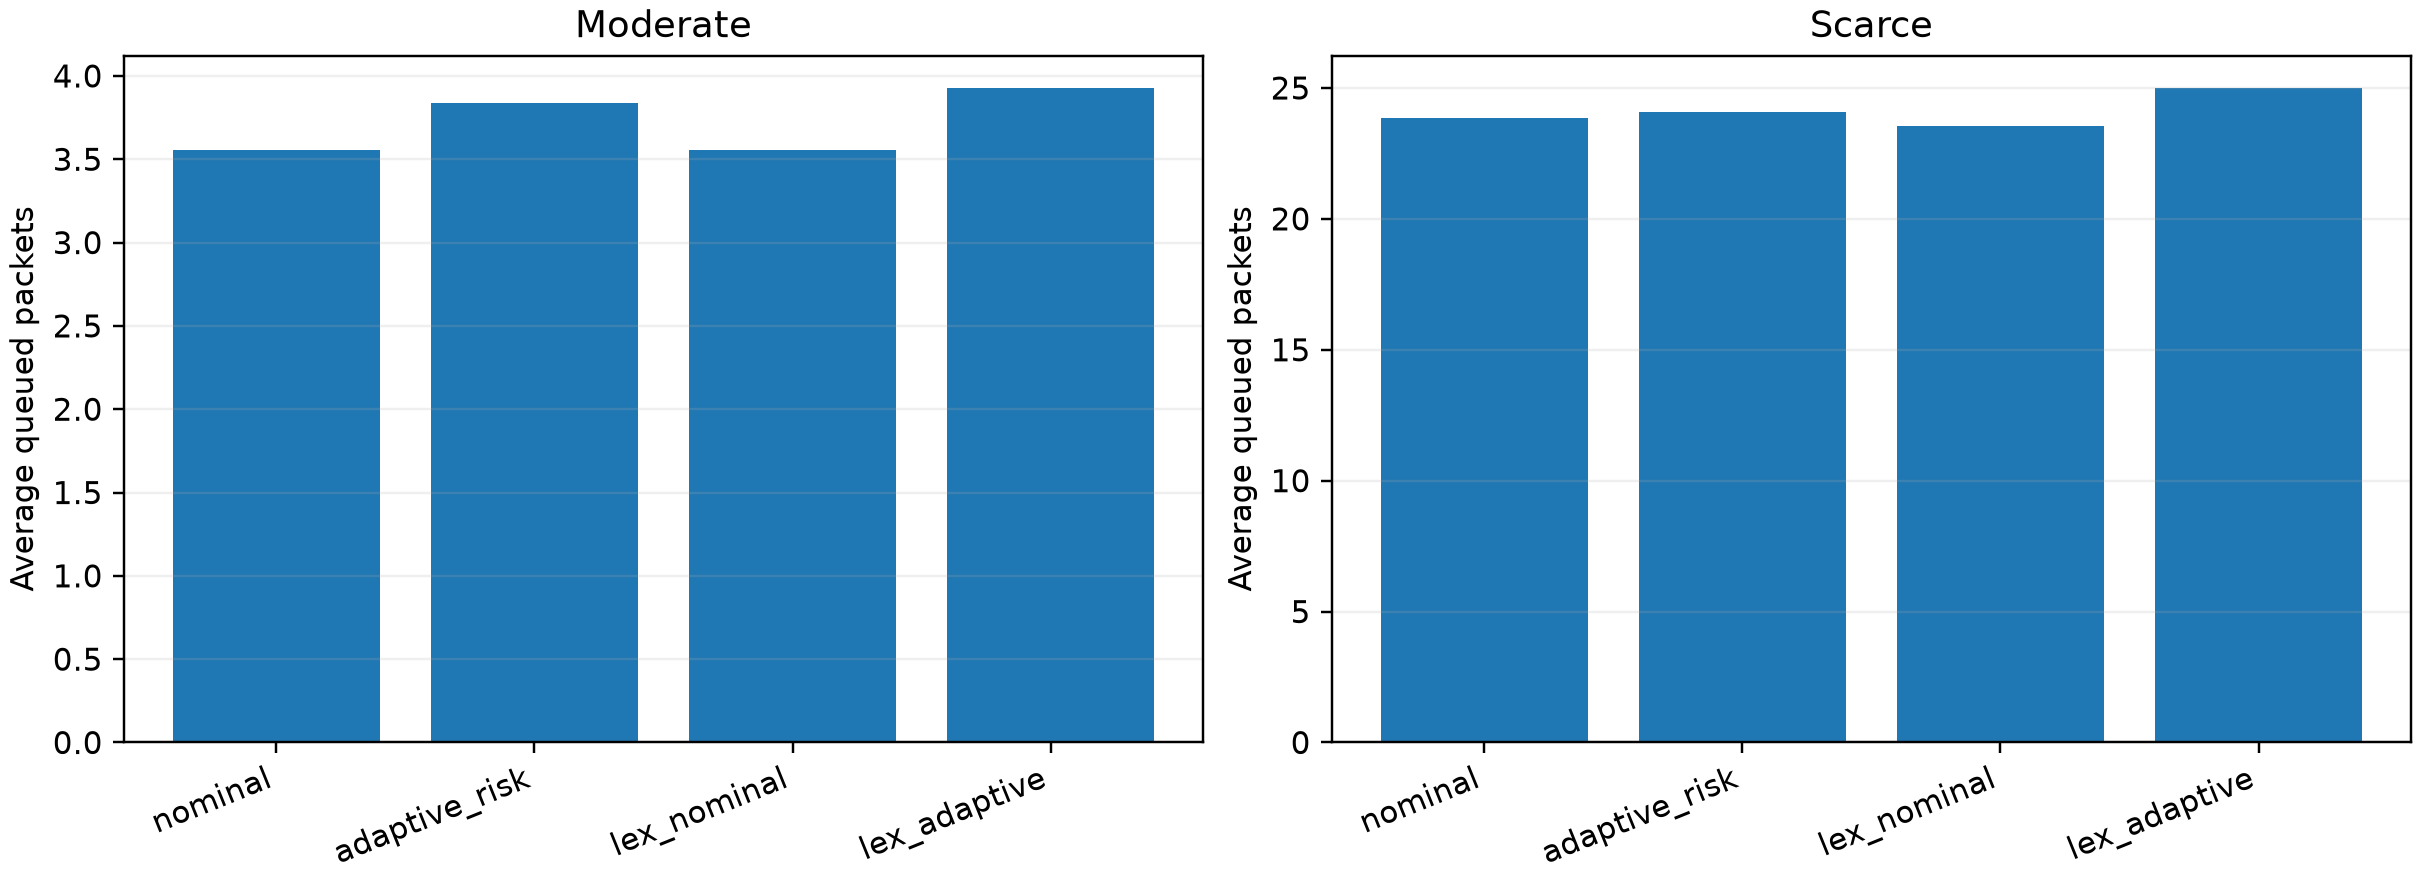 Moderate
Average queued packets
4.0
3.5
3.0
2.5
2.0
1.5
1.0
0.5
0.0
nominal
adaptive_risk
lex_nominal
lex_adaptive
Scarce
Average queued packets
25
20
15
10
5
0
nominal
adaptive_risk
lex_nominal
lex_adaptive